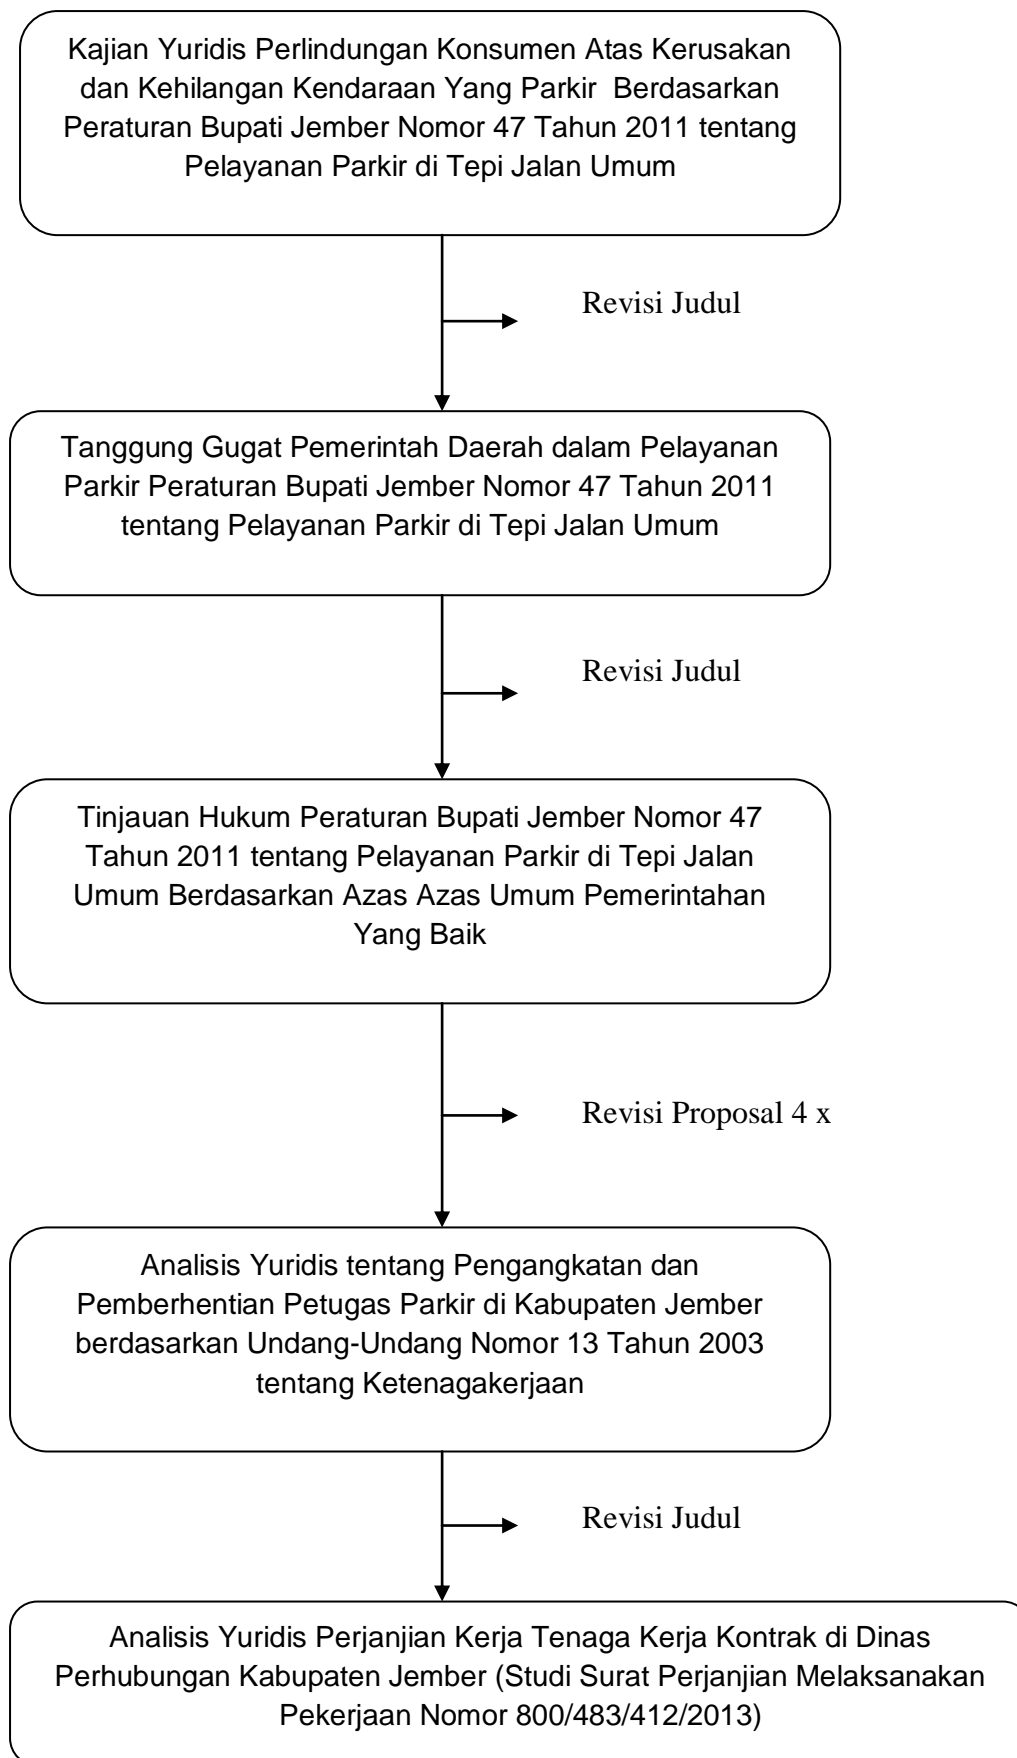 Kajian Yuridis Perlindungan Konsumen Atas Kerusakan
dan Kehilangan Kendaraan Yang Parkir  Berdasarkan
Peraturan Bupati Jember Nomor 47 Tahun 2011 tentang
Pelayanan Parkir di Tepi Jalan Umum
Revisi Judul
Tanggung Gugat Pemerintah Daerah dalam Pelayanan
Parkir Peraturan Bupati Jember Nomor 47 Tahun 2011
tentang Pelayanan Parkir di Tepi Jalan Umum
Revisi Judul
Tinjauan Hukum Peraturan Bupati Jember Nomor 47
Tahun 2011 tentang Pelayanan Parkir di Tepi Jalan
Umum Berdasarkan Azas Azas Umum Pemerintahan
Yang Baik
Revisi Proposal 4 x
Analisis Yuridis tentang Pengangkatan dan
Pemberhentian Petugas Parkir di Kabupaten Jember
berdasarkan Undang-Undang Nomor 13 Tahun 2003
tentang Ketenagakerjaan
Revisi Judul
Analisis Yuridis Perjanjian Kerja Tenaga Kerja Kontrak di Dinas
Perhubungan Kabupaten Jember (Studi Surat Perjanjian Melaksanakan
Pekerjaan Nomor 800/483/412/2013)